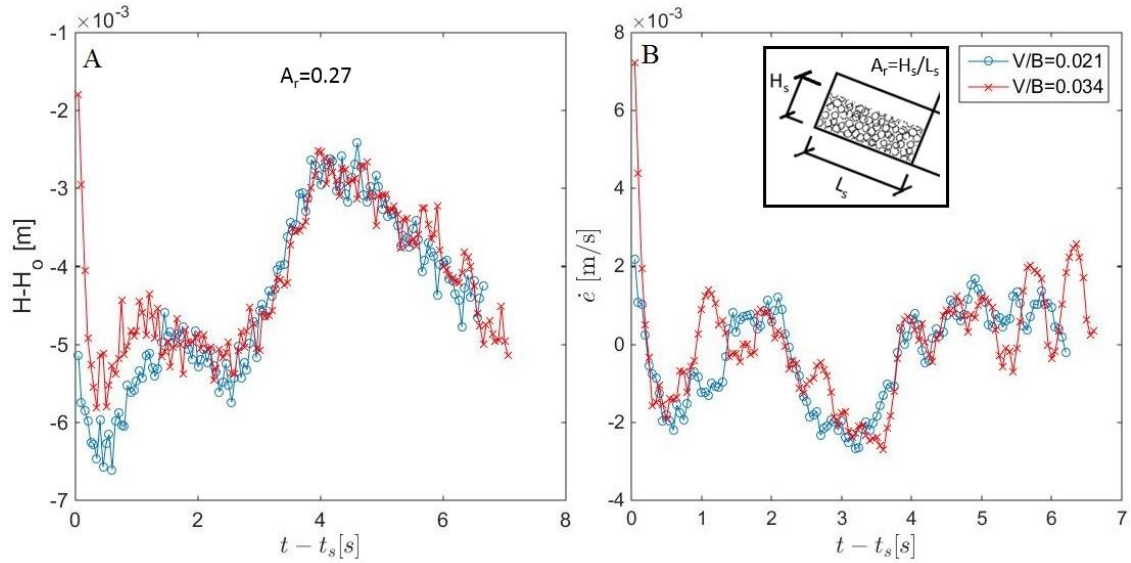 ×10⁻³
A
A_r=0.27
-1
-2
-3
-4
-5
-6
-7
H-H_o [m]
0
2
4
6
8
t − t_s[s]
×10⁻³
B
A_r=H_s/L_s
H_s
L_s
V/B=0.021
V/B=0.034
8
6
4
2
0
-2
-4
ė [m/s]
0
1
2
3
4
5
6
7
t − t_s[s]